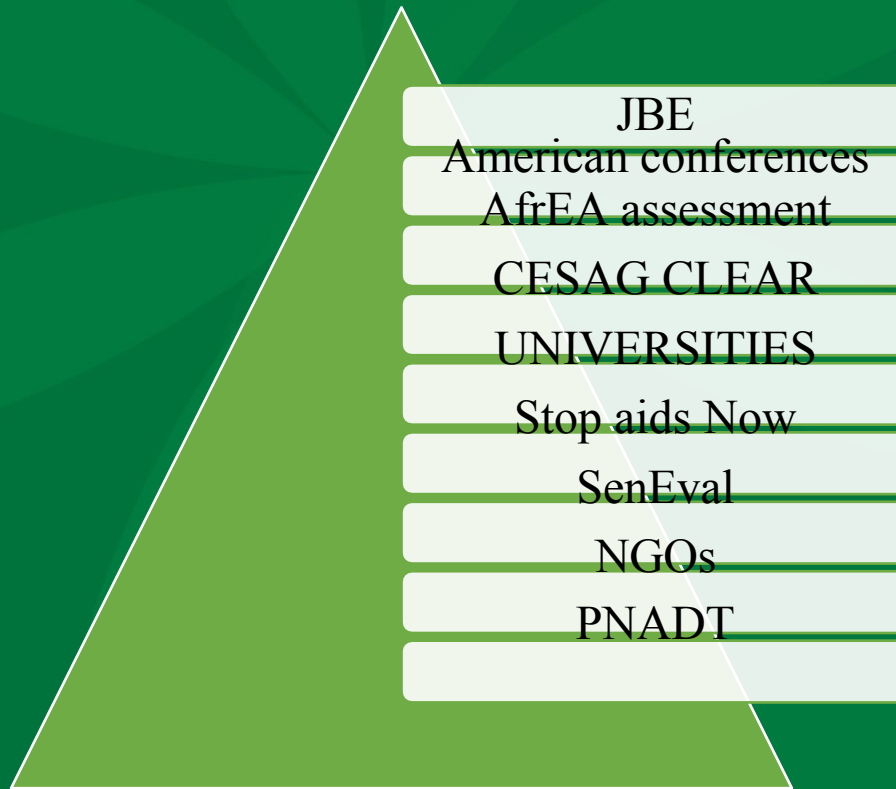 JBE
American conferences
AfrEA assessment
CESAG CLEAR
UNIVERSITIES
Stop aids Now
SenEval
NGOs
PNADT